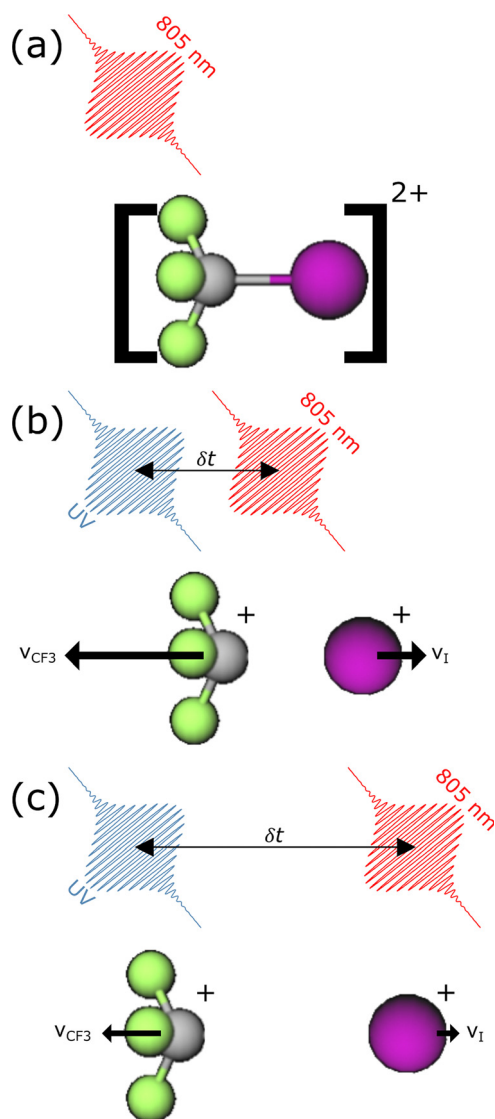 (a)
805 nm
2+
(b)
805 nm
δt
UV
+
+
vCF3
vI
(c)
805 nm
δt
UV
+
+
vCF3
vI